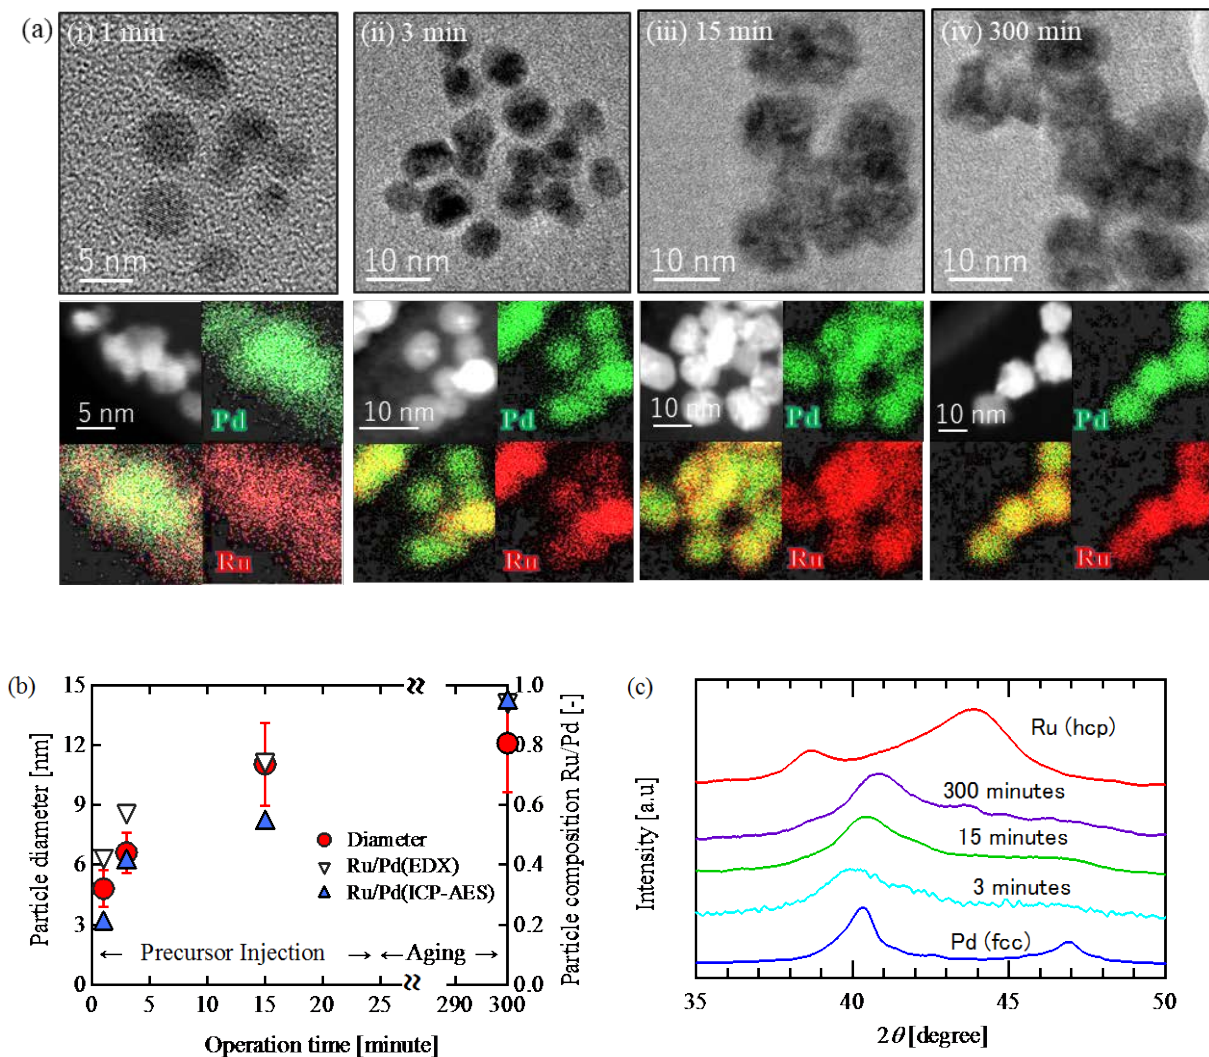 (a)
(i) 1 min
(ii) 3 min
(iii) 15 min
(iv) 300 min
5 nm
10 nm
10 nm
10 nm
5 nm
Pd
Ru
10 nm
Pd
Ru
10 nm
Pd
Ru
10 nm
Pd
Ru
(b)
Particle diameter [nm]
15
12
9
6
3
0
1.0
0.8
0.6
0.4
0.2
0.0
Particle composition Ru/Pd [-]
Diameter
Ru/Pd(EDX)
Ru/Pd(ICP-AES)
Precursor Injection
Aging
0 5 10 15 20 25 290 300
Operation time [minute]
(c)
Intensity [a.u]
Ru (hcp)
300 minutes
15 minutes
3 minutes
Pd (fcc)
35 40 45 50
2θ [degree]